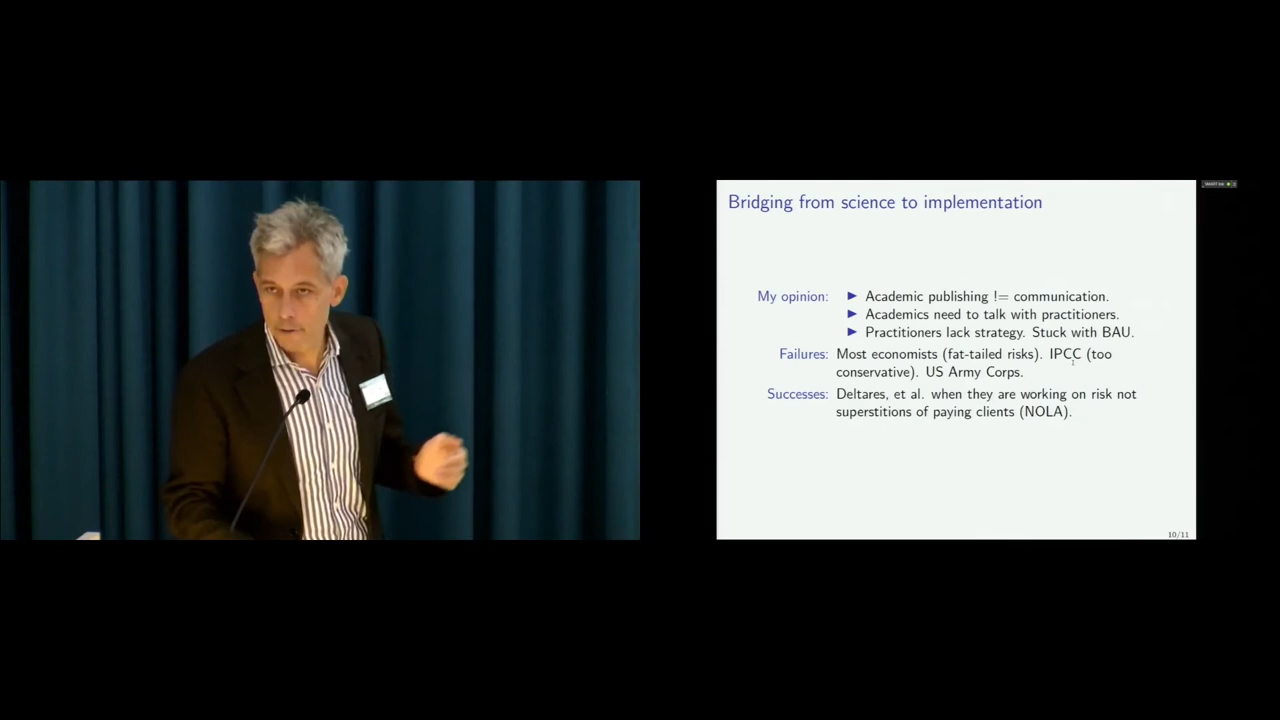 Bridging from science to implementation
My opinion: ▶ Academic publishing != communication.
▶ Academics need to talk with practitioners.
▶ Practitioners lack strategy. Stuck with BAU.
Failures: Most economists (fat-tailed risks). IPCC (too
conservative). US Army Corps.
Successes: Deltares, et al. when they are working on risk not
superstitions of paying clients (NOLA).
10/11